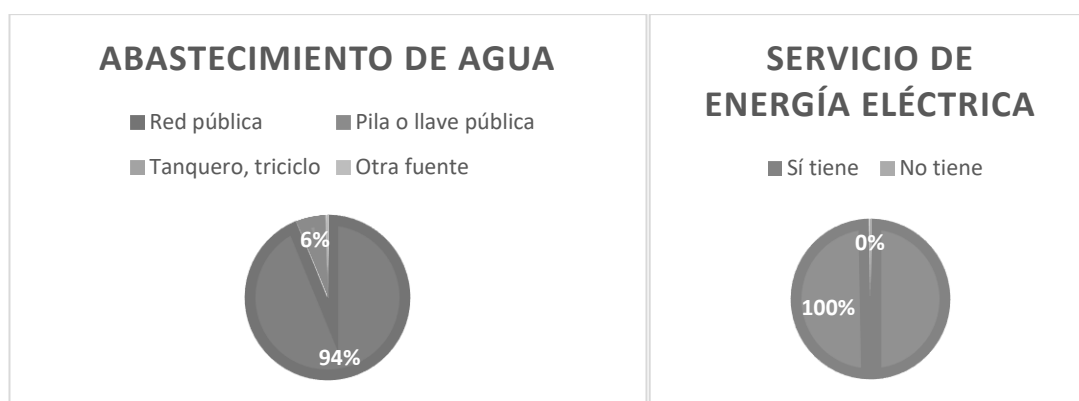 ABASTECIMIENTO DE AGUA
Red pública Pila o llave pública
Tanquero, triciclo Otra fuente
6%
94%
SERVICIO DE
ENERGÍA ELÉCTRICA
Sí tiene No tiene
0%
100%